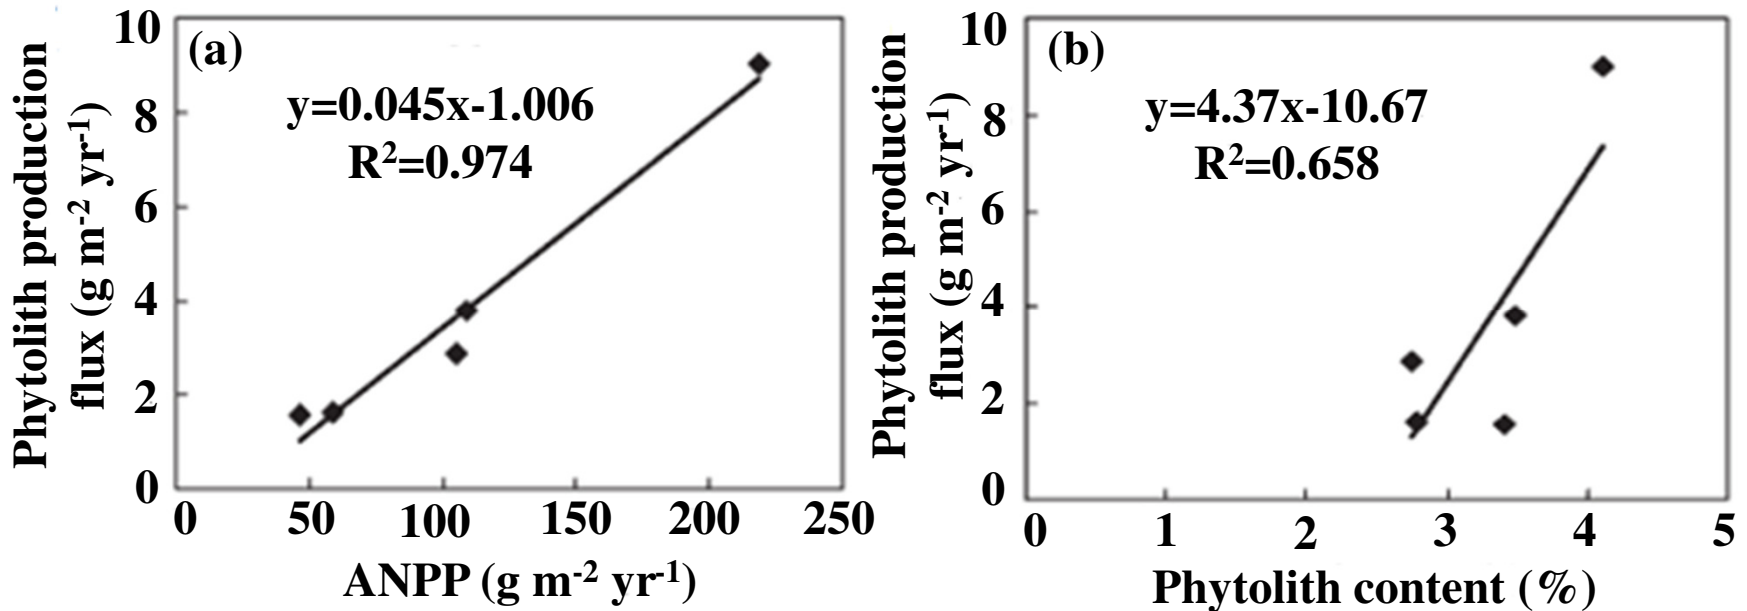 (a)
y=0.045x-1.006
R²=0.974
10
8
6
4
2
0
0 50 100 150 200 250
Phytolith production
flux (g m⁻² yr⁻¹)
ANPP (g m⁻² yr⁻¹)
(b)
y=4.37x-10.67
R²=0.658
10
8
6
4
2
0
0 1 2 3 4 5
Phytolith production
flux (g m⁻² yr⁻¹)
Phytolith content (%)